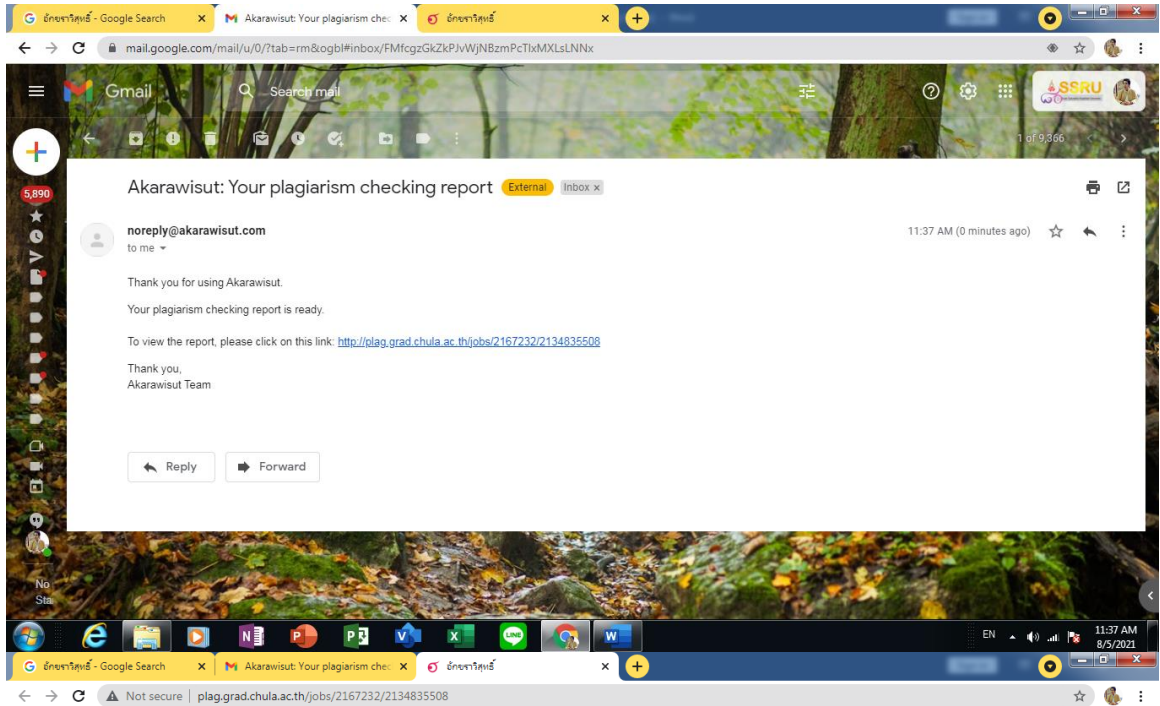 อักขราวิสุทธิ์ - Google Search
Akarawisut: Your plagiarism chec
อักขราวิสุทธิ์
mail.google.com/mail/u/0/?tab=rm&ogbl#inbox/FMfcgzGkZkPJvWjNBzmPcTlxMXLsLNNx
Gmail
Search mail
SSRU
1 of 9,366
5,890
Akarawisut: Your plagiarism checking report External Inbox x
noreply@akarawisut.com
11:37 AM (0 minutes ago)
to me
Thank you for using Akarawisut.
Your plagiarism checking report is ready.
To view the report, please click on this link: http://plag.grad.chula.ac.th/jobs/2167232/2134835508
Thank you,
Akarawisut Team
Reply
Forward
No
Sta
EN
11:37 AM
8/5/2021
อักขราวิสุทธิ์ - Google Search
Akarawisut: Your plagiarism chec
อักขราวิสุทธิ์
Not secure | plag.grad.chula.ac.th/jobs/2167232/2134835508